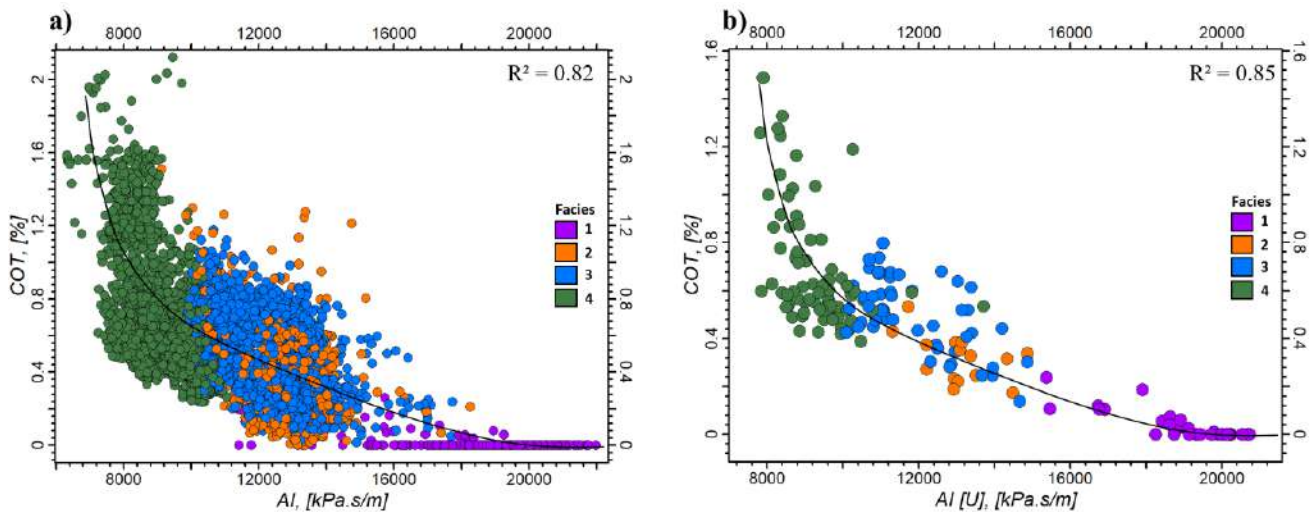 a)
8000 12000 16000 20000
R² = 0.82
COT, [%]
2
1.6
1.2
0.8
0.4
0
2
1.6
1.2
0.8
0.4
0
Facies
1
2
3
4
8000 12000 16000 20000
AI, [kPa.s/m]
b)
8000 12000 16000 20000
R² = 0.85
COT, [%]
1.6
1.2
0.8
0.4
0
1.6
1.2
0.8
0.4
0
Facies
1
2
3
4
8000 12000 16000 20000
AI [U], [kPa.s/m]